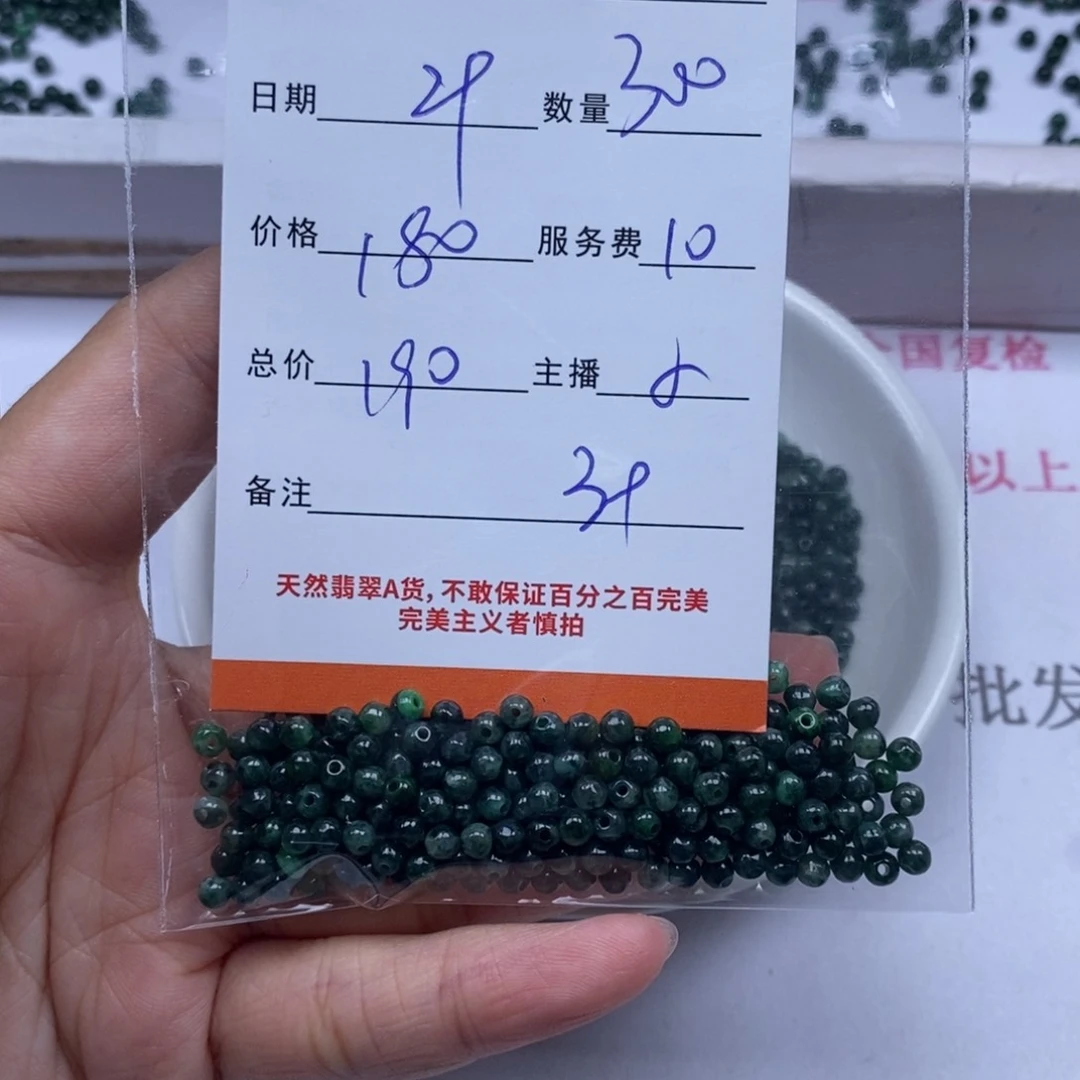 日期 29 数量 300
价格 180 服务费 10
总价 190 主播
备注 39
天然翡翠A货,不敢保证百分之百完美
完美主义者慎拍
国复检
以上
批发